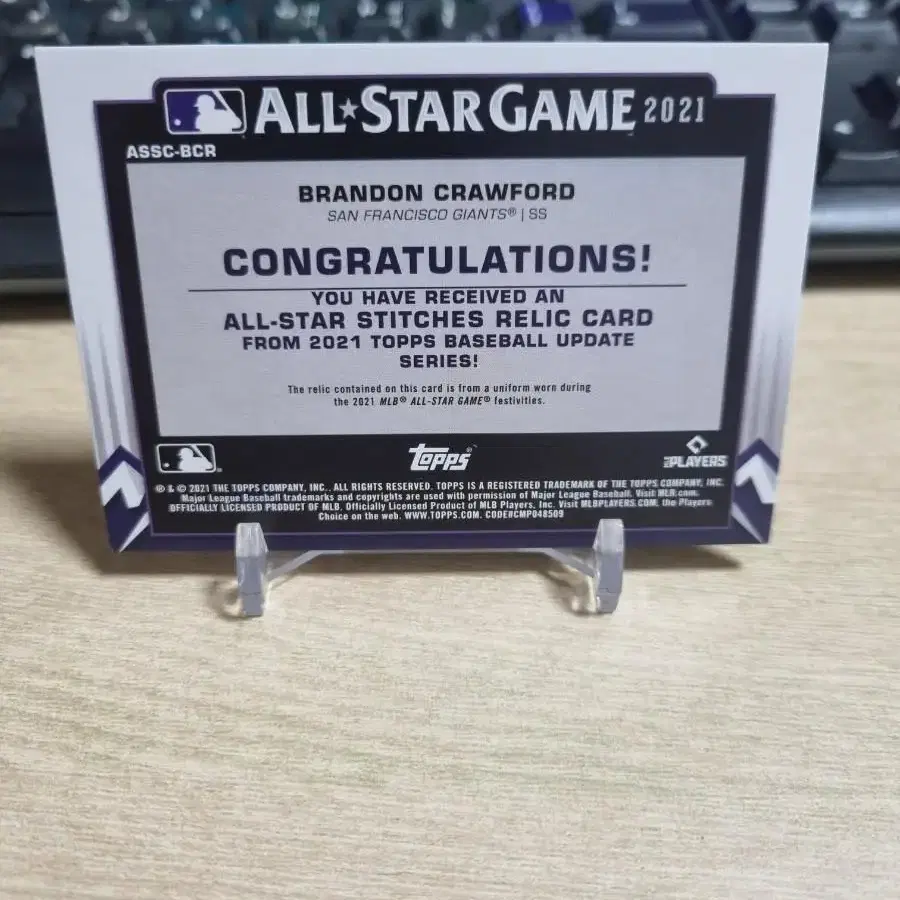 ALL★STAR GAME 2021
ASSC-BCR
BRANDON CRAWFORD
SAN FRANCISCO GIANTS® | SS
CONGRATULATIONS!
YOU HAVE RECEIVED AN
ALL-STAR STITCHES RELIC CARD
FROM 2021 TOPPS BASEBALL UPDATE
SERIES!
The relic contained on this card is from a uniform worn during
the 2021 MLB® ALL-STAR GAME® festivities.
topps®
MLB PLAYERS
® & © 2021 THE TOPPS COMPANY, INC., ALL RIGHTS RESERVED. TOPPS IS A REGISTERED TRADEMARK OF THE TOPPS COMPANY, INC.
Major League Baseball trademarks and copyrights are used with permission of Major League Baseball. Visit MLB.com.
OFFICIALLY LICENSED PRODUCT OF MLB Players, Inc. Visit MLBPLAYERS.COM, the Players
Choice on the web. WWW.TOPPS.COM. CODE#CMP048509